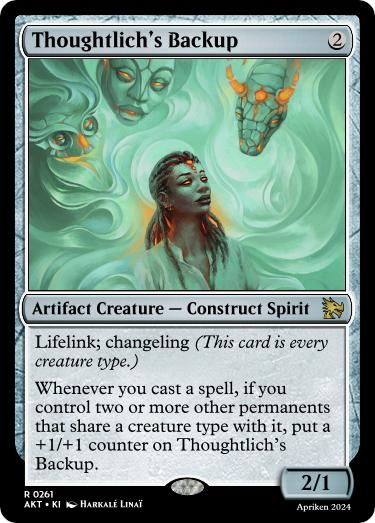 Thoughtlich's Backup
2
Artifact Creature — Construct Spirit
Lifelink; changeling (This card is every
creature type.)
Whenever you cast a spell, if you
control two or more other permanents
that share a creature type with it, put a
+1/+1 counter on Thoughtlich's
Backup.
2/1
R 0261
AKT • KI Harkalé Linaï
Apriken 2024